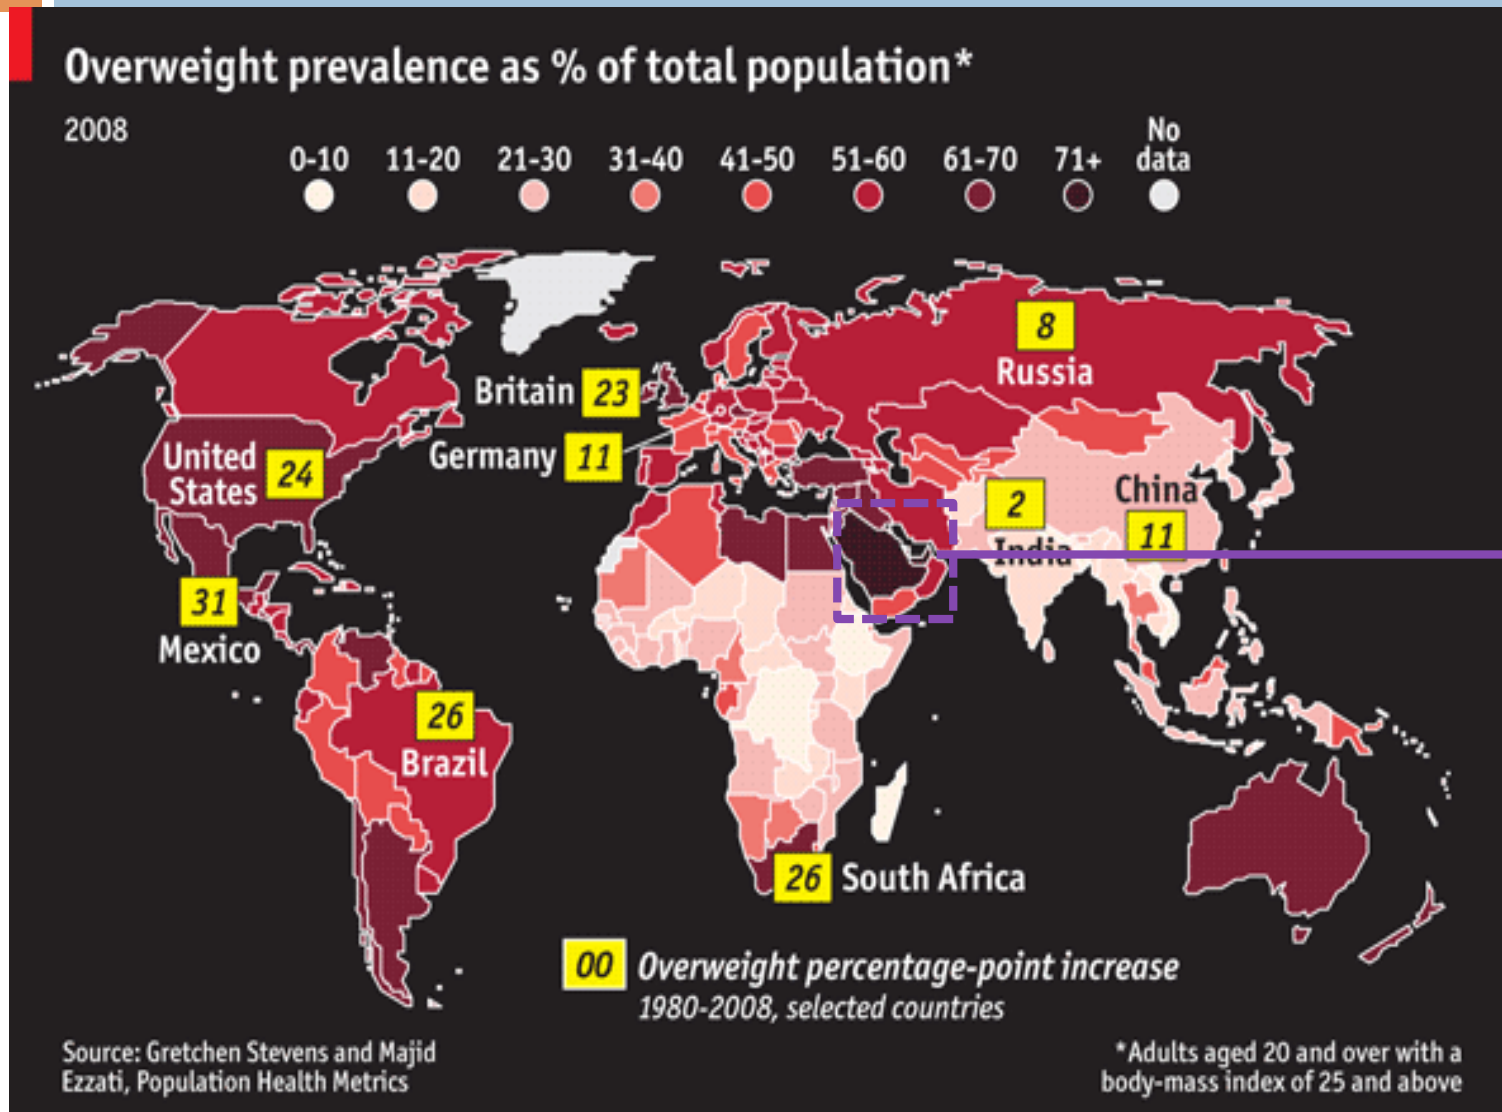 Overweight prevalence as % of total population*
2008
0-10 11-20 21-30 31-40 41-50 51-60 61-70 71+ No data
8
Russia
Britain 23
Germany 11
United States 24
2
India
China
11
31
Mexico
26
Brazil
26 South Africa
00 Overweight percentage-point increase
1980-2008, selected countries
Source: Gretchen Stevens and Majid
Ezzati, Population Health Metrics
*Adults aged 20 and over with a
body-mass index of 25 and above